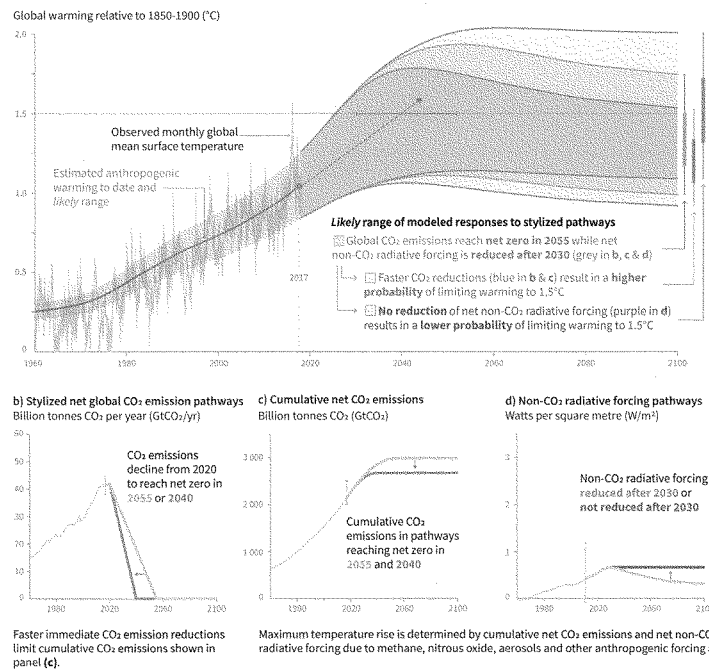 Global warming relative to 1850-1900 (°C)
2.0
1.5
Observed monthly global
mean surface temperature
Estimated anthropogenic
warming to date and
likely range
1.0
Likely range of modeled responses to stylized pathways
Global CO₂ emissions reach net zero in 2055 while net
non-CO₂ radiative forcing is reduced after 2030 (grey in b, c & d)
0.5
2017
Faster CO₂ reductions (blue in b & c) result in a higher
probability of limiting warming to 1.5°C
No reduction of net non-CO₂ radiative forcing (purple in d)
results in a lower probability of limiting warming to 1.5°C
0
1960 1980 2000 2020 2040 2060 2080 2100
b) Stylized net global CO₂ emission pathways
Billion tonnes CO₂ per year (GtCO₂/yr)
60
50
40
30
20
10
0
CO₂ emissions
decline from 2020
to reach net zero in
2055 or 2040
1980 2020 2060 2100
Faster immediate CO₂ emission reductions
limit cumulative CO₂ emissions shown in
panel (c).
c) Cumulative net CO₂ emissions
Billion tonnes CO₂ (GtCO₂)
3 000
2 000
1 000
0
Cumulative CO₂
emissions in pathways
reaching net zero in
2055 and 2040
1980 2020 2060 2100
d) Non-CO₂ radiative forcing pathways
Watts per square metre (W/m²)
3
2
1
0
Non-CO₂ radiative forcing
reduced after 2030 or
not reduced after 2030
1980 2020 2060 2100
Maximum temperature rise is determined by cumulative net CO₂ emissions and net non-CO
radiative forcing due to methane, nitrous oxide, aerosols and other anthropogenic forcing